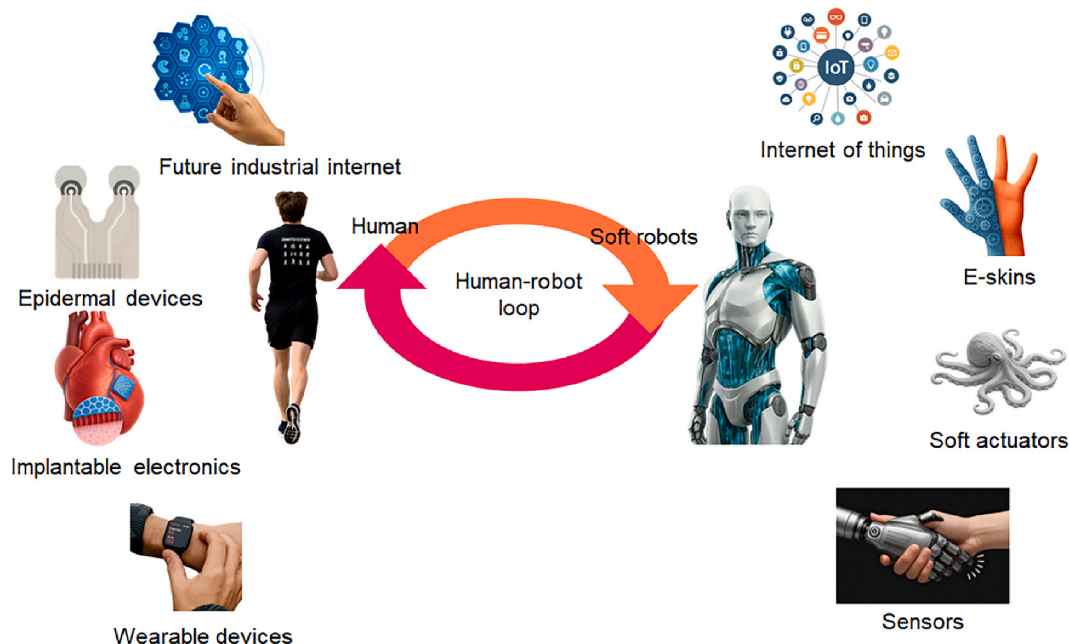 IoT
Future industrial internet
Internet of things
Human
Soft robots
Human-robot
loop
Epidermal devices
E-skins
Implantable electronics
Soft actuators
Wearable devices
Sensors